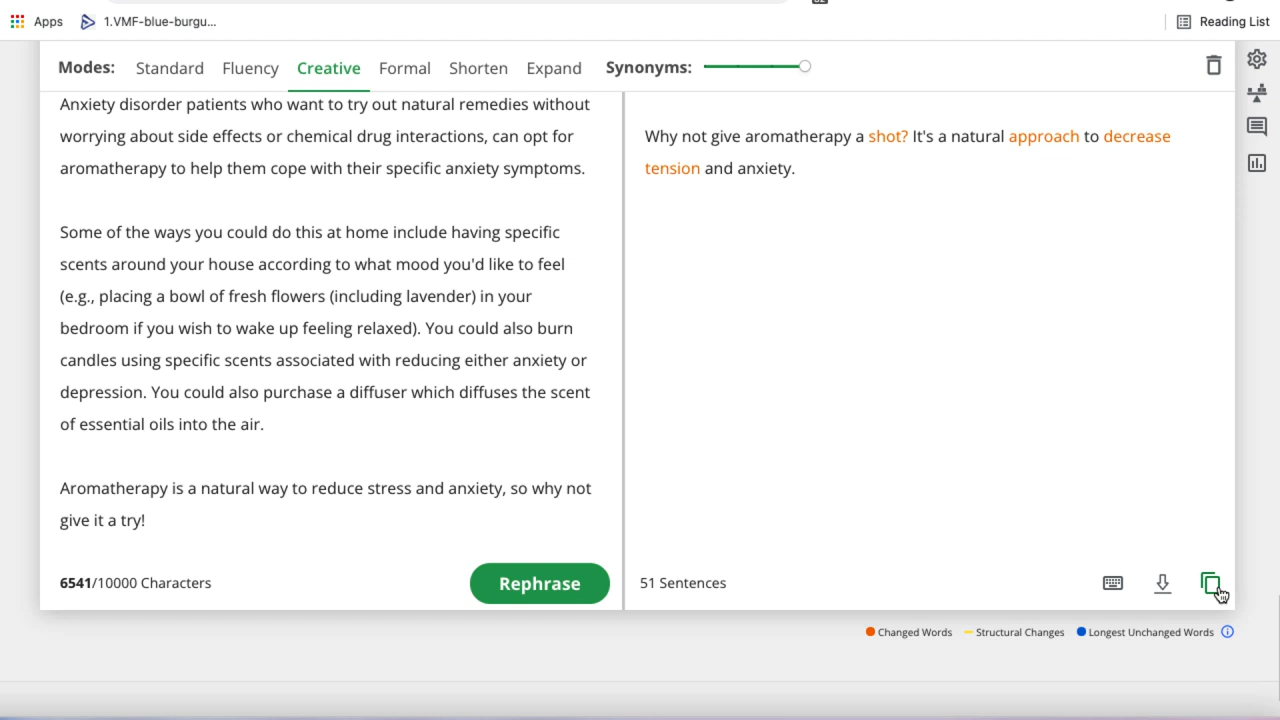 Apps 1.VMF-blue-burgu... Reading List
Modes: Standard Fluency Creative Formal Shorten Expand Synonyms:
Anxiety disorder patients who want to try out natural remedies without
worrying about side effects or chemical drug interactions, can opt for
aromatherapy to help them cope with their specific anxiety symptoms.
Some of the ways you could do this at home include having specific
scents around your house according to what mood you'd like to feel
(e.g., placing a bowl of fresh flowers (including lavender) in your
bedroom if you wish to wake up feeling relaxed). You could also burn
candles using specific scents associated with reducing either anxiety or
depression. You could also purchase a diffuser which diffuses the scent
of essential oils into the air.
Aromatherapy is a natural way to reduce stress and anxiety, so why not
give it a try!
6541/10000 Characters
Rephrase
Why not give aromatherapy a shot? It's a natural approach to decrease
tension and anxiety.
51 Sentences
Changed Words Structural Changes Longest Unchanged Words